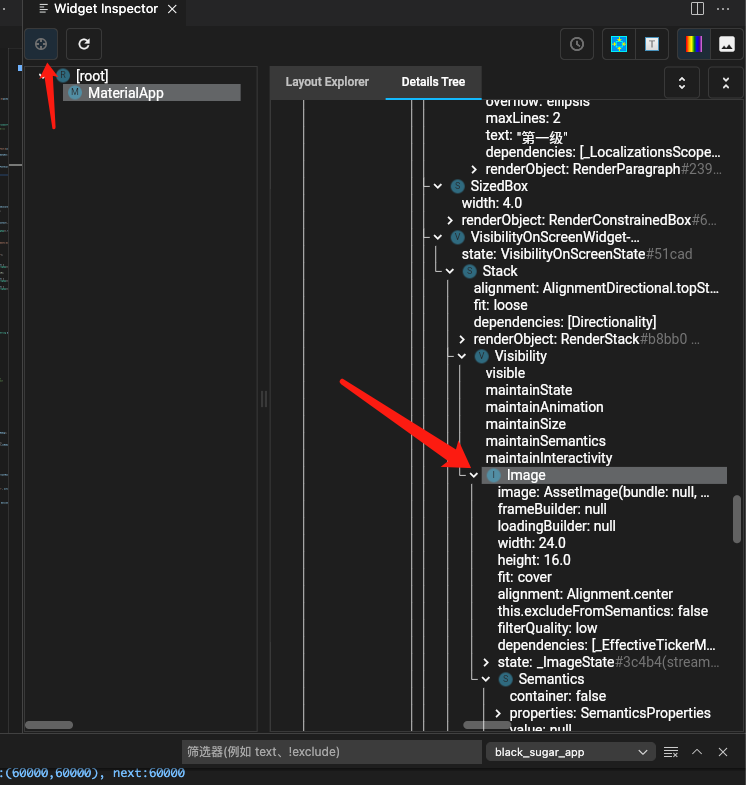 Widget Inspector
[root]
MaterialApp
Layout Explorer
Details Tree
overflow: ellipsis
maxLines: 2
text: "第一级"
dependencies: [_LocalizationsScope…
renderObject: RenderParagraph#239…
SizedBox
width: 4.0
renderObject: RenderConstrainedBox#6…
VisibilityOnScreenWidget-…
state: VisibilityOnScreenState#51cad
Stack
alignment: AlignmentDirectional.topSt…
fit: loose
dependencies: [Directionality]
renderObject: RenderStack#b8bb0 …
Visibility
visible
maintainState
maintainAnimation
maintainSize
maintainSemantics
maintainInteractivity
Image
image: AssetImage(bundle: null, …
frameBuilder: null
loadingBuilder: null
width: 24.0
height: 16.0
fit: cover
alignment: Alignment.center
this.excludeFromSemantics: false
filterQuality: low
dependencies: [_EffectiveTickerM…
state: _ImageState#3c4b4(stream…
Semantics
container: false
properties: SemanticsProperties
value: null
筛选器(例如 text、!exclude)
black_sugar_app
:(60000,60000), next:60000